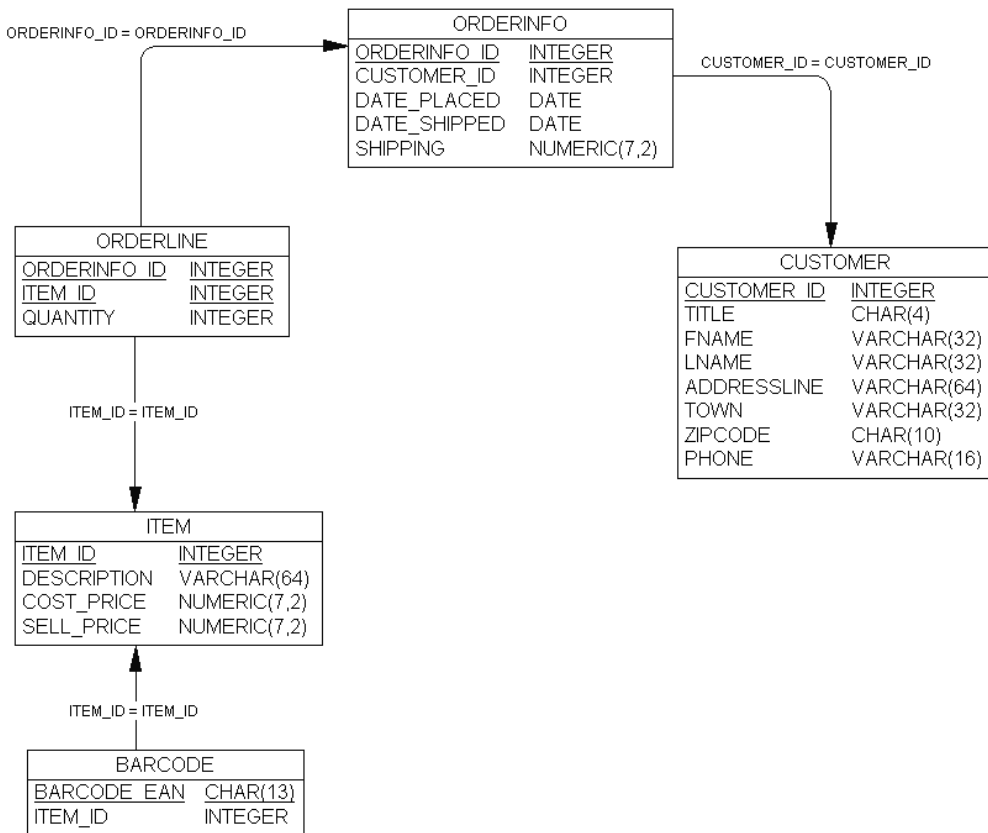 ORDERINFO_ID = ORDERINFO_ID
ORDERINFO
ORDERINFO_ID INTEGER
CUSTOMER_ID INTEGER
DATE_PLACED DATE
DATE_SHIPPED DATE
SHIPPING NUMERIC(7,2)
CUSTOMER_ID = CUSTOMER_ID
ORDERLINE
ORDERINFO_ID INTEGER
ITEM_ID INTEGER
QUANTITY INTEGER
CUSTOMER
CUSTOMER_ID INTEGER
TITLE CHAR(4)
FNAME VARCHAR(32)
LNAME VARCHAR(32)
ADDRESSLINE VARCHAR(64)
TOWN VARCHAR(32)
ZIPCODE CHAR(10)
PHONE VARCHAR(16)
ITEM_ID = ITEM_ID
ITEM
ITEM_ID INTEGER
DESCRIPTION VARCHAR(64)
COST_PRICE NUMERIC(7,2)
SELL_PRICE NUMERIC(7,2)
ITEM_ID = ITEM_ID
BARCODE
BARCODE_EAN CHAR(13)
ITEM_ID INTEGER